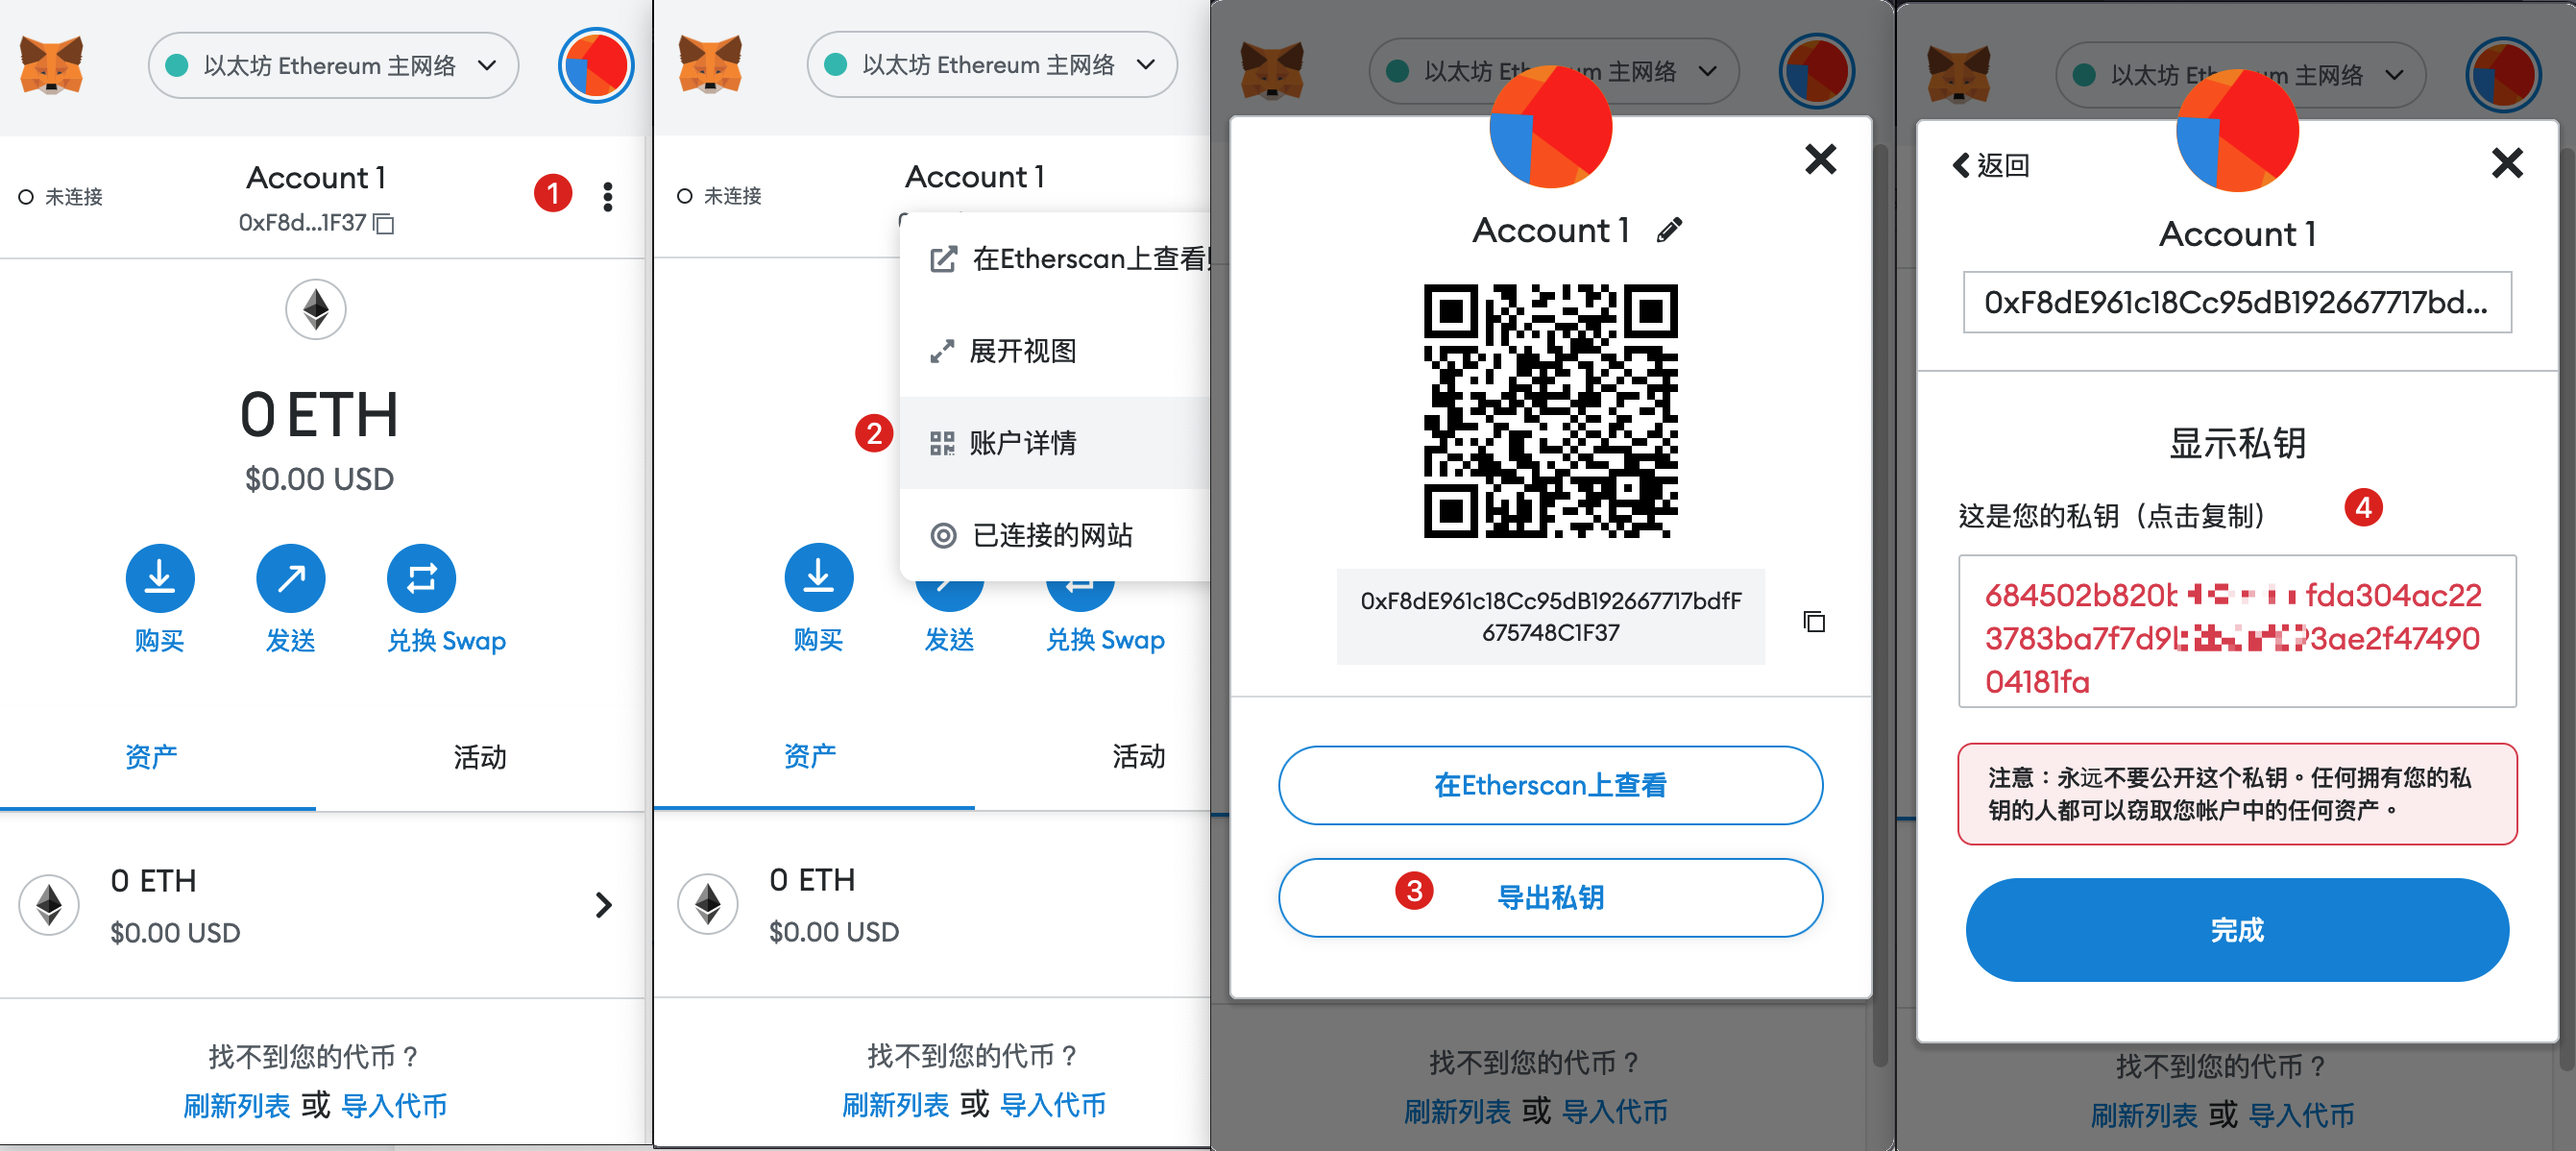 以太坊 Ethereum 主网络
未连接
Account 1
0xF8d...1F37
1
0 ETH
$0.00 USD
购买
发送
兑换 Swap
资产
活动
0 ETH
$0.00 USD
找不到您的代币？
刷新列表 或 导入代币
以太坊 Ethereum 主网络
未连接
Account 1
在Etherscan上查看
展开视图
2
账户详情
已连接的网站
购买
发送
兑换 Swap
资产
活动
0 ETH
$0.00 USD
找不到您的代币？
刷新列表 或 导入代币
以太坊 Eth m 主网络
Account 1
0xF8dE961c18Cc95dB192667717bdfF
675748C1F37
在Etherscan上查看
3
导出私钥
找不到您的代币？
刷新列表 或 导入代币
以太坊 Eth m 主网络
返回
Account 1
0xF8dE961c18Cc95dB192667717bd...
显示私钥
这是您的私钥（点击复制）
4
684502b820 fda304ac22
3783ba7f7d9 3ae2f47490
04181fa
注意：永远不要公开这个私钥。任何拥有您的私
钥的人都可以窃取您帐户中的任何资产。
完成
找不到您的代币？
刷新列表 或 导入代币